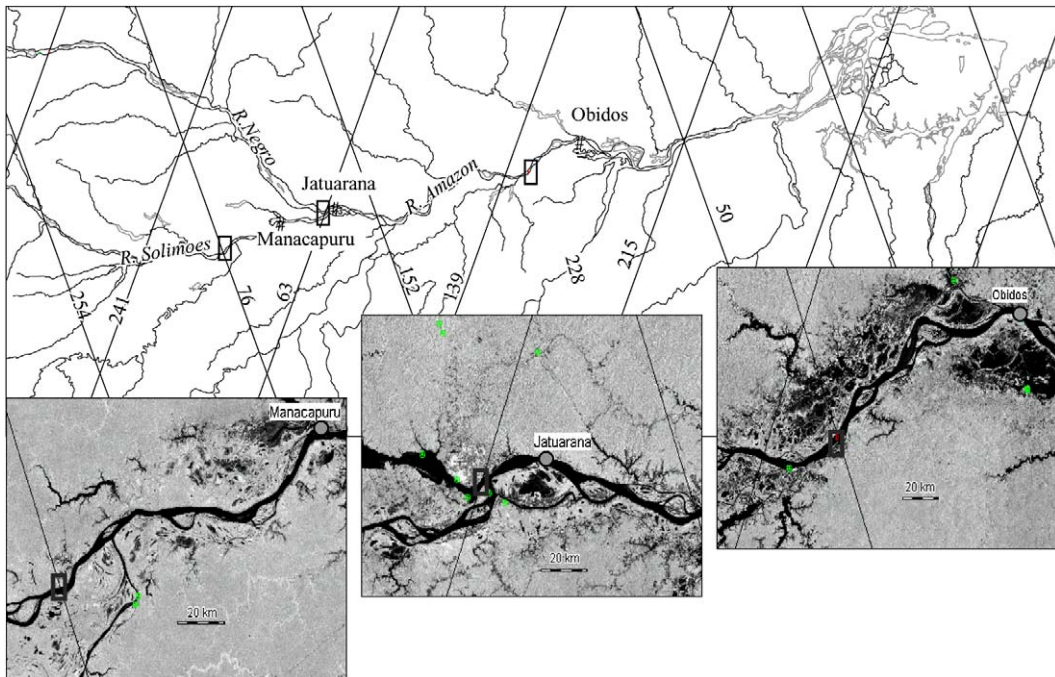 Obidos
R.Negro
Jatuarana
R. Amazon
Manacapuru
R. Solimoes
254
241
76
63
152
139
228
215
50
Manacapuru
20 km
Jatuarana
20 km
Obidos
20 km